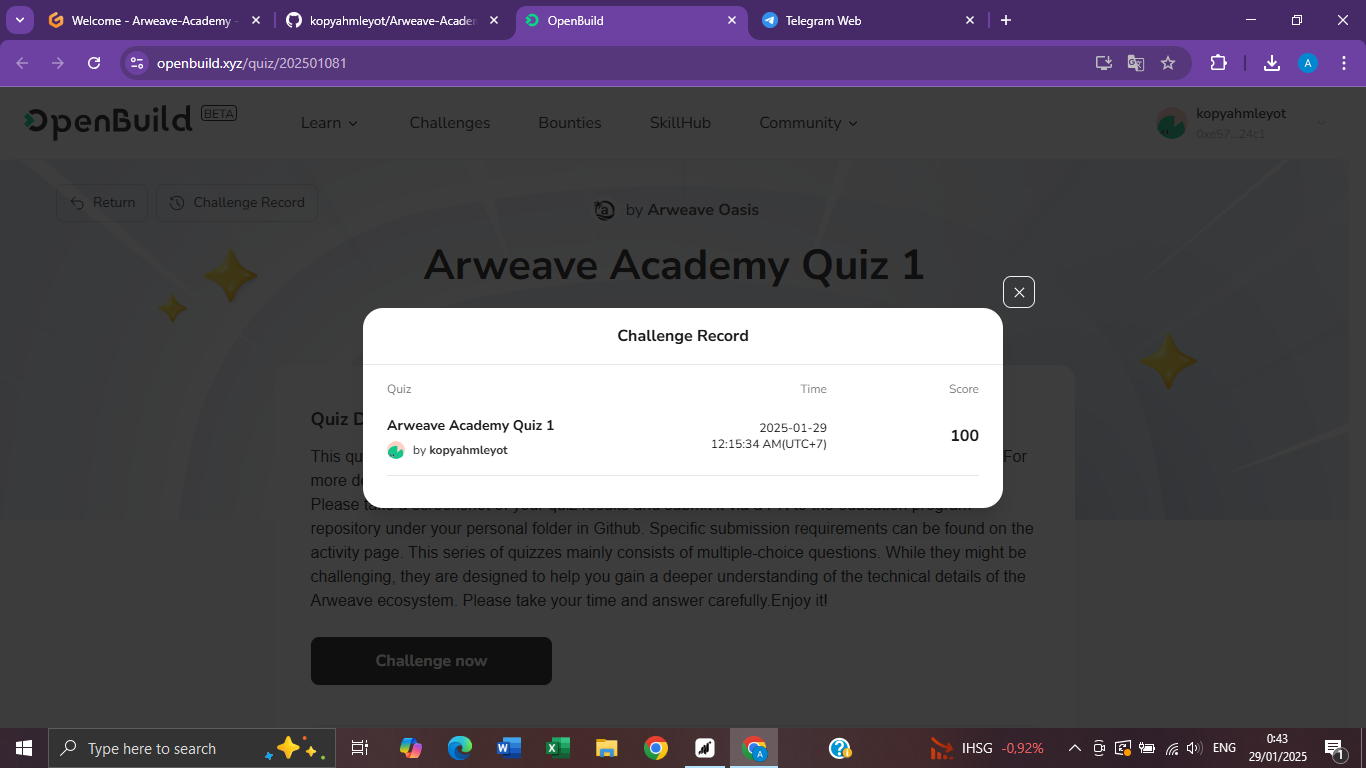 Welcome - Arweave-Academy -
kopyahmleyot/Arweave-Academ
OpenBuild
Telegram Web
openbuild.xyz/quiz/202501081
OpenBuild
BETA
Learn
Challenges
Bounties
SkillHub
Community
kopyahmleyot
0xe57...24c1
Return
Challenge Record
by Arweave Oasis
Arweave Academy Quiz 1
Challenge Record
Quiz
Time
Score
Arweave Academy Quiz 1
by kopyahmleyot
2025-01-29
12:15:34 AM(UTC+7)
100
Quiz D
This qu
For
more de
Please
repository under your personal folder in Github. Specific submission requirements can be found on the
activity page. This series of quizzes mainly consists of multiple-choice questions. While they might be
challenging, they are designed to help you gain a deeper understanding of the technical details of the
Arweave ecosystem. Please take your time and answer carefully.Enjoy it!
Challenge now
Type here to search
IHSG -0,92%
ENG
0:43
29/01/2025
1